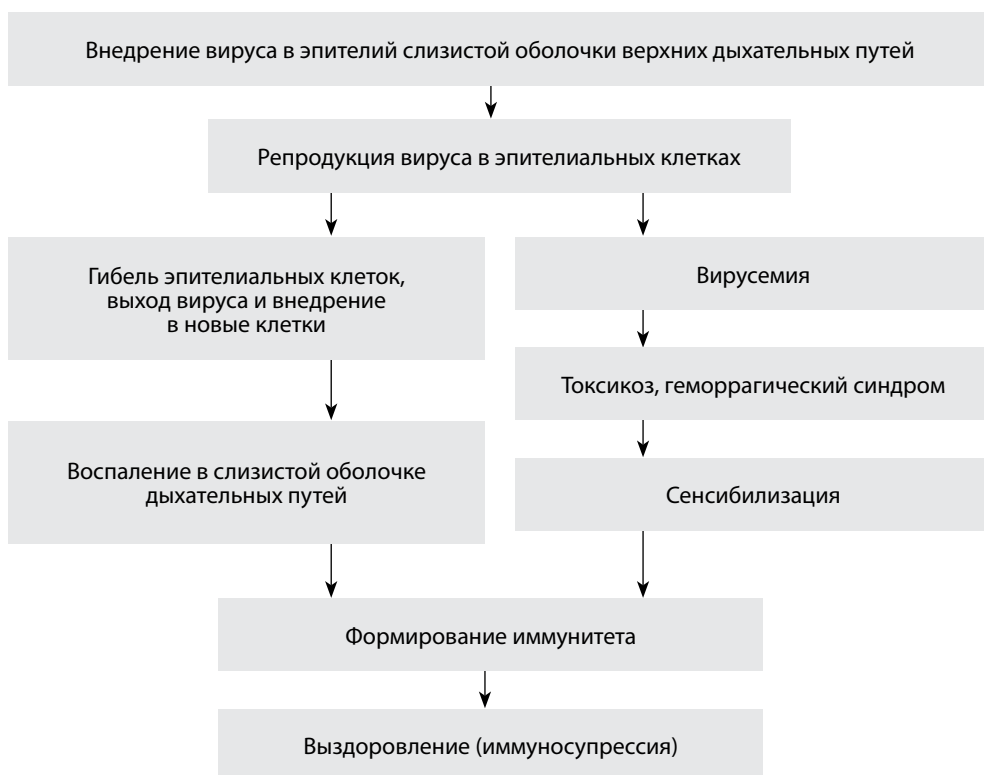 Внедрение вируса в эпителий слизистой оболочки верхних дыхательных путей
Репродукция вируса в эпителиальных клетках
Гибель эпителиальных клеток,
выход вируса и внедрение
в новые клетки
Вирусемия
Токсикоз, геморрагический синдром
Воспаление в слизистой оболочке
дыхательных путей
Сенсибилизация
Формирование иммунитета
Выздоровление (иммуносупрессия)